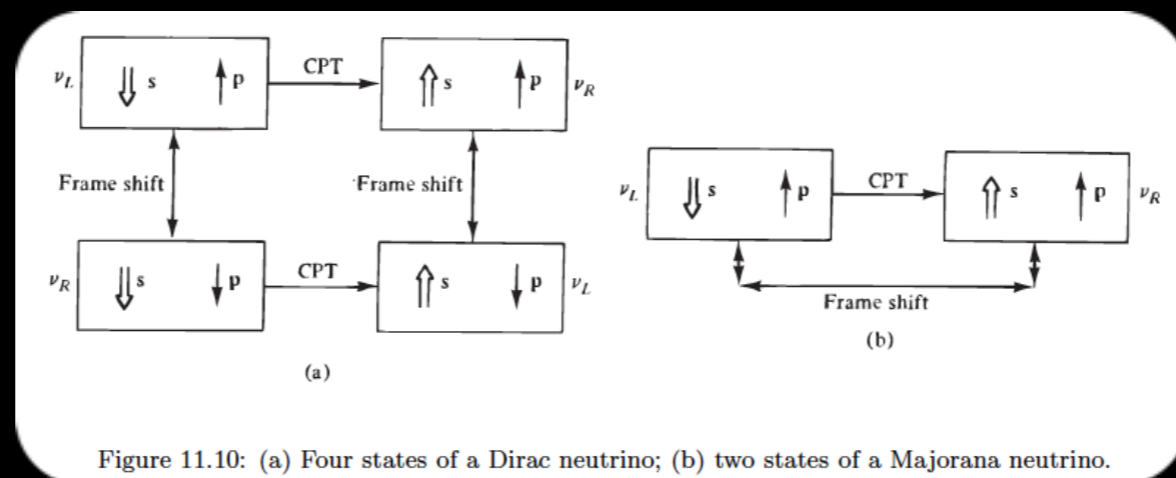 ν_L s p CPT s p ν_R
Frame shift Frame shift
ν_R s p CPT s p ν_L
(a)
ν_L s p CPT s p ν_R
Frame shift
(b)
Figure 11.10: (a) Four states of a Dirac neutrino; (b) two states of a Majorana neutrino.